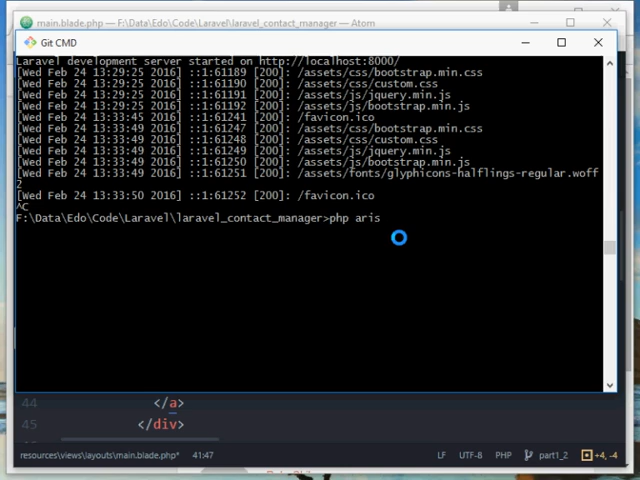 main.blade.php — F:\Data\Edo\Code\Laravel\laravel_contact_manager — Atom
Git CMD
Laravel development server started on http://localhost:8000/
[Wed Feb 24 13:29:25 2016] ::1:61189 [200]: /assets/css/bootstrap.min.css
[Wed Feb 24 13:29:25 2016] ::1:61190 [200]: /assets/css/custom.css
[Wed Feb 24 13:29:25 2016] ::1:61191 [200]: /assets/js/jquery.min.js
[Wed Feb 24 13:29:25 2016] ::1:61192 [200]: /assets/js/bootstrap.min.js
[Wed Feb 24 13:33:45 2016] ::1:61241 [200]: /favicon.ico
[Wed Feb 24 13:33:49 2016] ::1:61247 [200]: /assets/css/bootstrap.min.css
[Wed Feb 24 13:33:49 2016] ::1:61248 [200]: /assets/css/custom.css
[Wed Feb 24 13:33:49 2016] ::1:61249 [200]: /assets/js/jquery.min.js
[Wed Feb 24 13:33:49 2016] ::1:61250 [200]: /assets/js/bootstrap.min.js
[Wed Feb 24 13:33:49 2016] ::1:61251 [200]: /assets/fonts/glyphicons-halflings-regular.woff
2
[Wed Feb 24 13:33:50 2016] ::1:61252 [200]: /favicon.ico
^C
F:\Data\Edo\Code\Laravel\laravel_contact_manager>php aris
44 </a>
45 </div>
resources\views\layouts\main.blade.php* 41:47 LF UTF-8 PHP part1_2 +4, -4